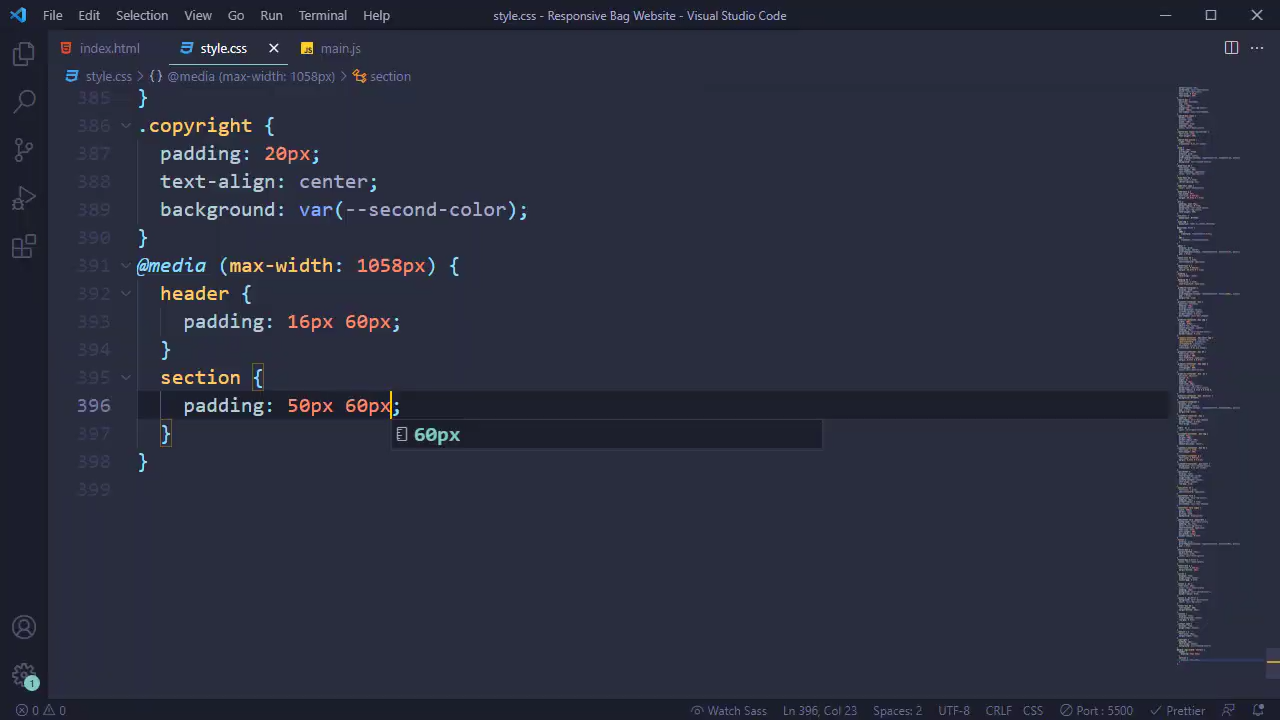 File Edit Selection View Go Run Terminal Help style.css - Responsive Bag Website - Visual Studio Code
index.html style.css main.js
style.css > {} @media (max-width: 1058px) > section
385 }
386 .copyright {
387 padding: 20px;
388 text-align: center;
389 background: var(--second-color);
390 }
391 @media (max-width: 1058px) {
392 header {
393 padding: 16px 60px;
394 }
395 section {
396 padding: 50px 60px;
397 }
60px
398 }
399
1
0 0 Watch Sass Ln 396, Col 23 Spaces: 2 UTF-8 CRLF CSS Port : 5500 Prettier